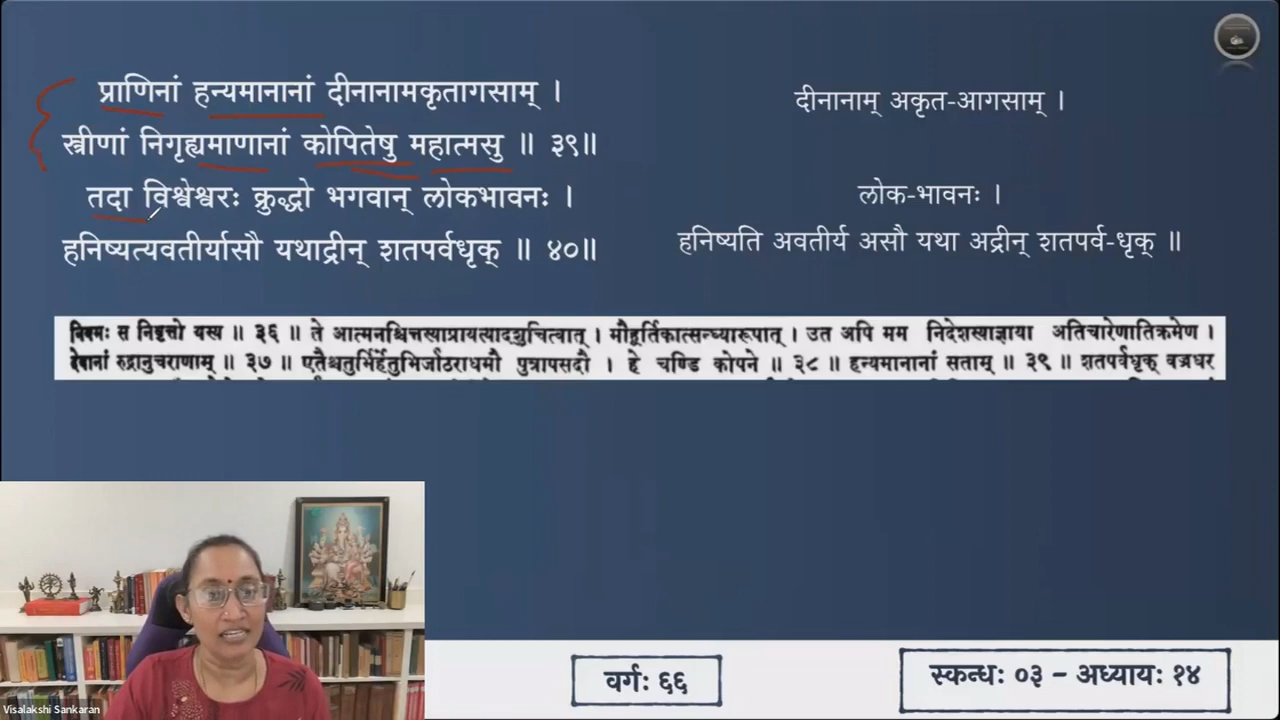 प्राणिनां हन्यमानानां दीनानामकृतागसाम् ।
स्त्रीणां निगृह्यमाणानां कोपितेषु महात्मसु ॥ ३९॥
तदा विश्वेश्वरः क्रुद्धो भगवान् लोकभावनः ।
हनिष्यत्यवतीर्यासौ यथाद्रीन् शतपर्वधृक् ॥ ४०॥
दीनानाम् अकृत-आगसाम् ।
लोक-भावनः ।
हनिष्यति अवतीर्य असौ यथा अद्रीन् शतपर्व-धृक् ॥
नियमः स निवृत्तो यस्य ॥ ३६ ॥ ते आत्मनश्चित्तस्याप्रायत्यादशुचित्वात् । मौहूर्तिकात्सन्ध्यारूपात् । उत अपि मम निदेशस्याज्ञाया अतिचारेणातिक्रमेण ।
देवानां रुद्रानुचराणाम् ॥ ३७ ॥ एतैश्चतुर्भिर्हेतुभिर्जाठराधमौ पुत्रापसदौ । हे चण्डि कोपने ॥ ३८ ॥ हन्यमानानां सताम् ॥ ३९ ॥ शतपर्वधृक् वज्रधर
Visalakshi Sankaran
वर्गः ६६
स्कन्धः ०३ – अध्यायः १४